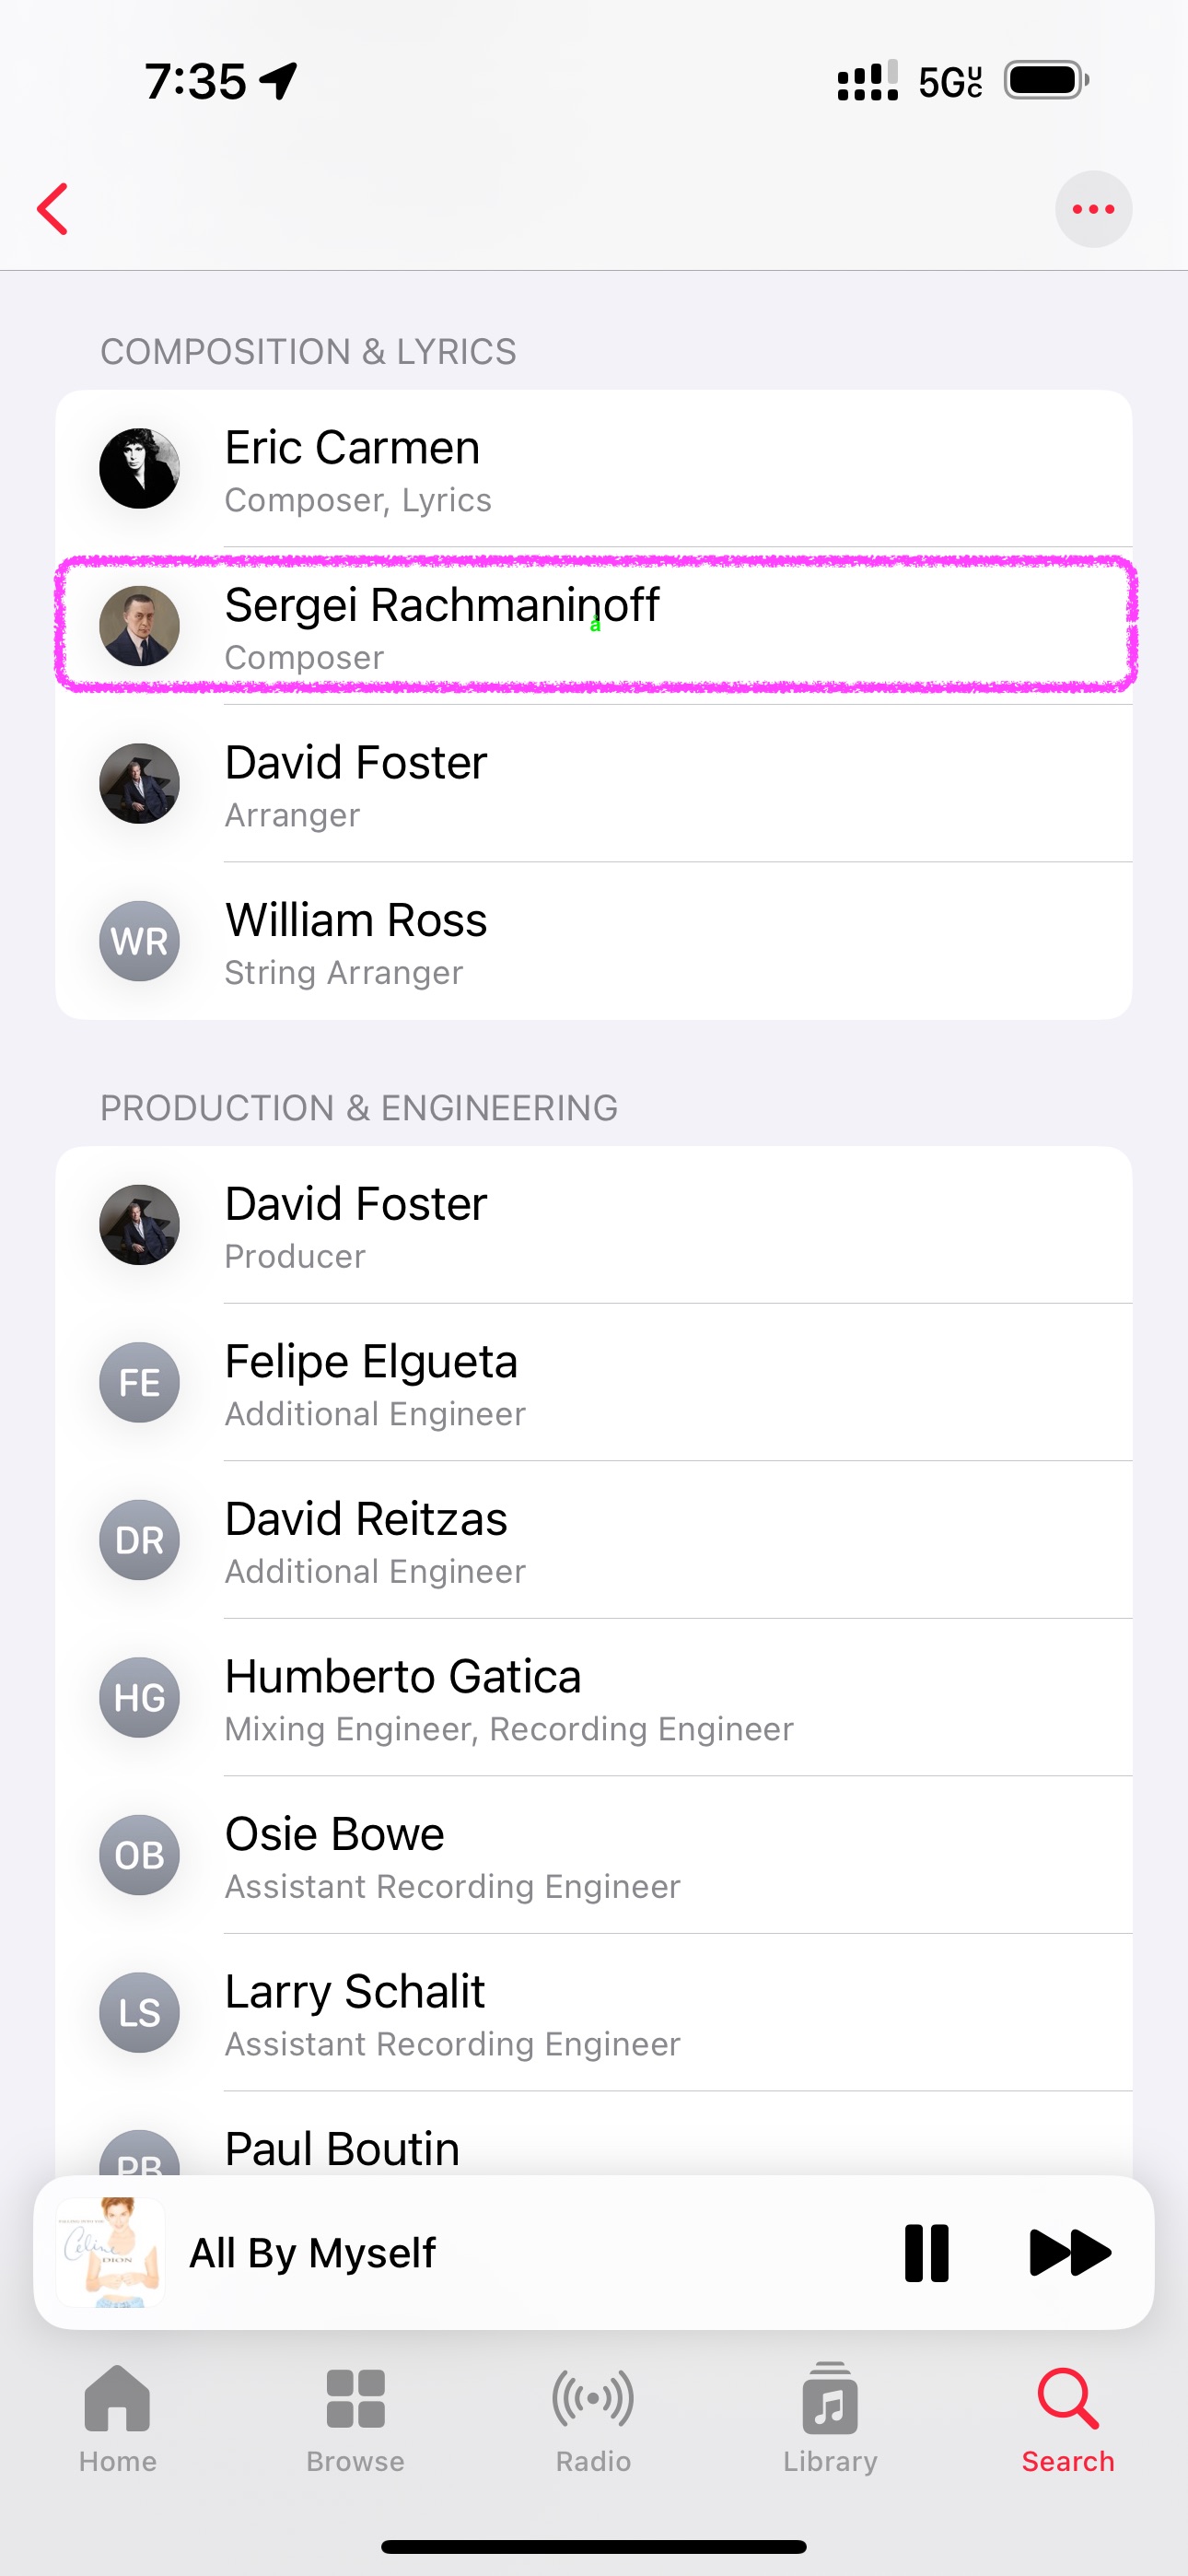 7:35
5G UC
COMPOSITION & LYRICS
Eric Carmen
Composer, Lyrics
Sergei Rachmaninoff
å
Composer
David Foster
Arranger
WR
William Ross
String Arranger
PRODUCTION & ENGINEERING
David Foster
Producer
FE
Felipe Elgueta
Additional Engineer
DR
David Reitzas
Additional Engineer
HG
Humberto Gatica
Mixing Engineer, Recording Engineer
OB
Osie Bowe
Assistant Recording Engineer
LS
Larry Schalit
Assistant Recording Engineer
PB
Paul Boutin
Céline
DION
All By Myself
Home
Browse
Radio
Library
Search